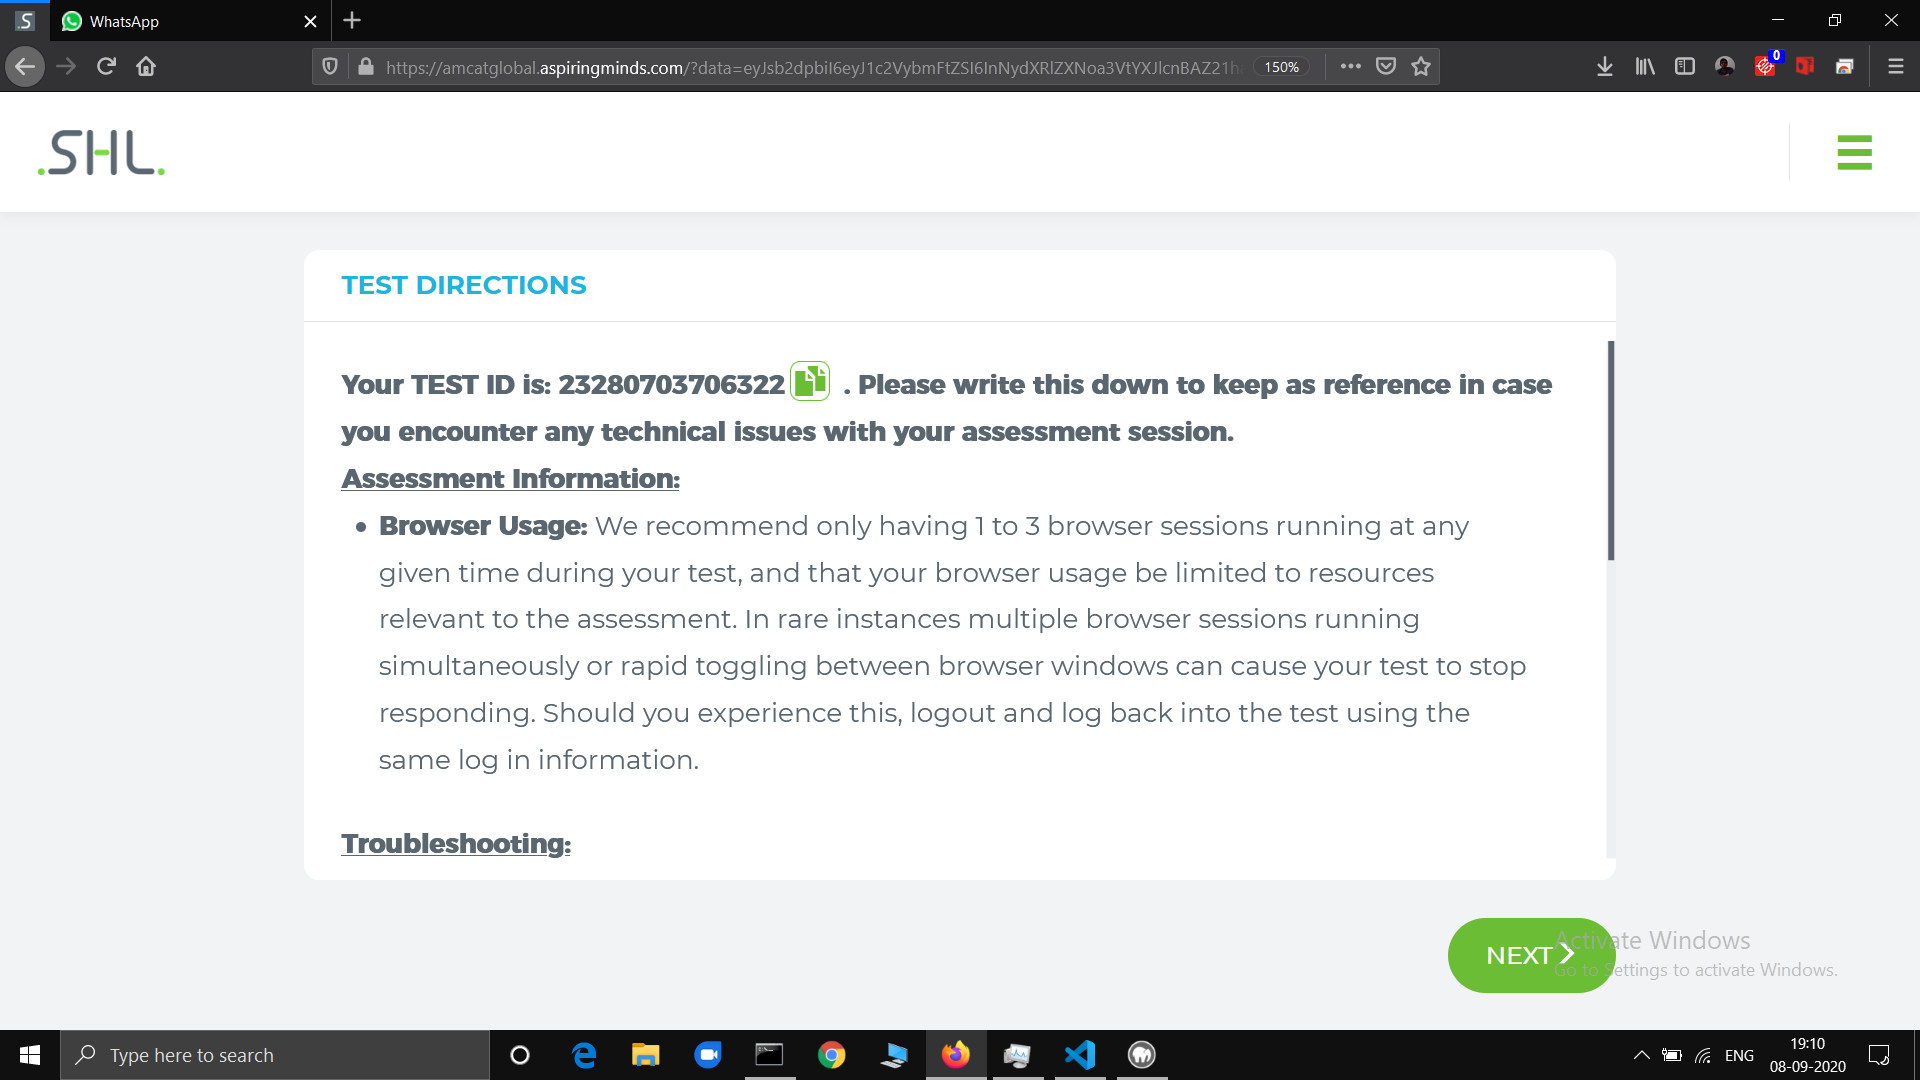 WhatsApp
https://amcatglobal.aspiringminds.com/?data=eyJsb2dpbiI6eyJ1c2VybmFtZSI6InNydXRlZXNoa3VtYXJlcnBAZ21h
150%
0
.SHL.
TEST DIRECTIONS
Your TEST ID is: 23280703706322 . Please write this down to keep as reference in case
you encounter any technical issues with your assessment session.
Assessment Information:
• Browser Usage: We recommend only having 1 to 3 browser sessions running at any
given time during your test, and that your browser usage be limited to resources
relevant to the assessment. In rare instances multiple browser sessions running
simultaneously or rapid toggling between browser windows can cause your test to stop
responding. Should you experience this, logout and log back into the test using the
same log in information.
Troubleshooting:
NEXT
Activate Windows
Go to Settings to activate Windows.
Type here to search
ENG
19:10
08-09-2020